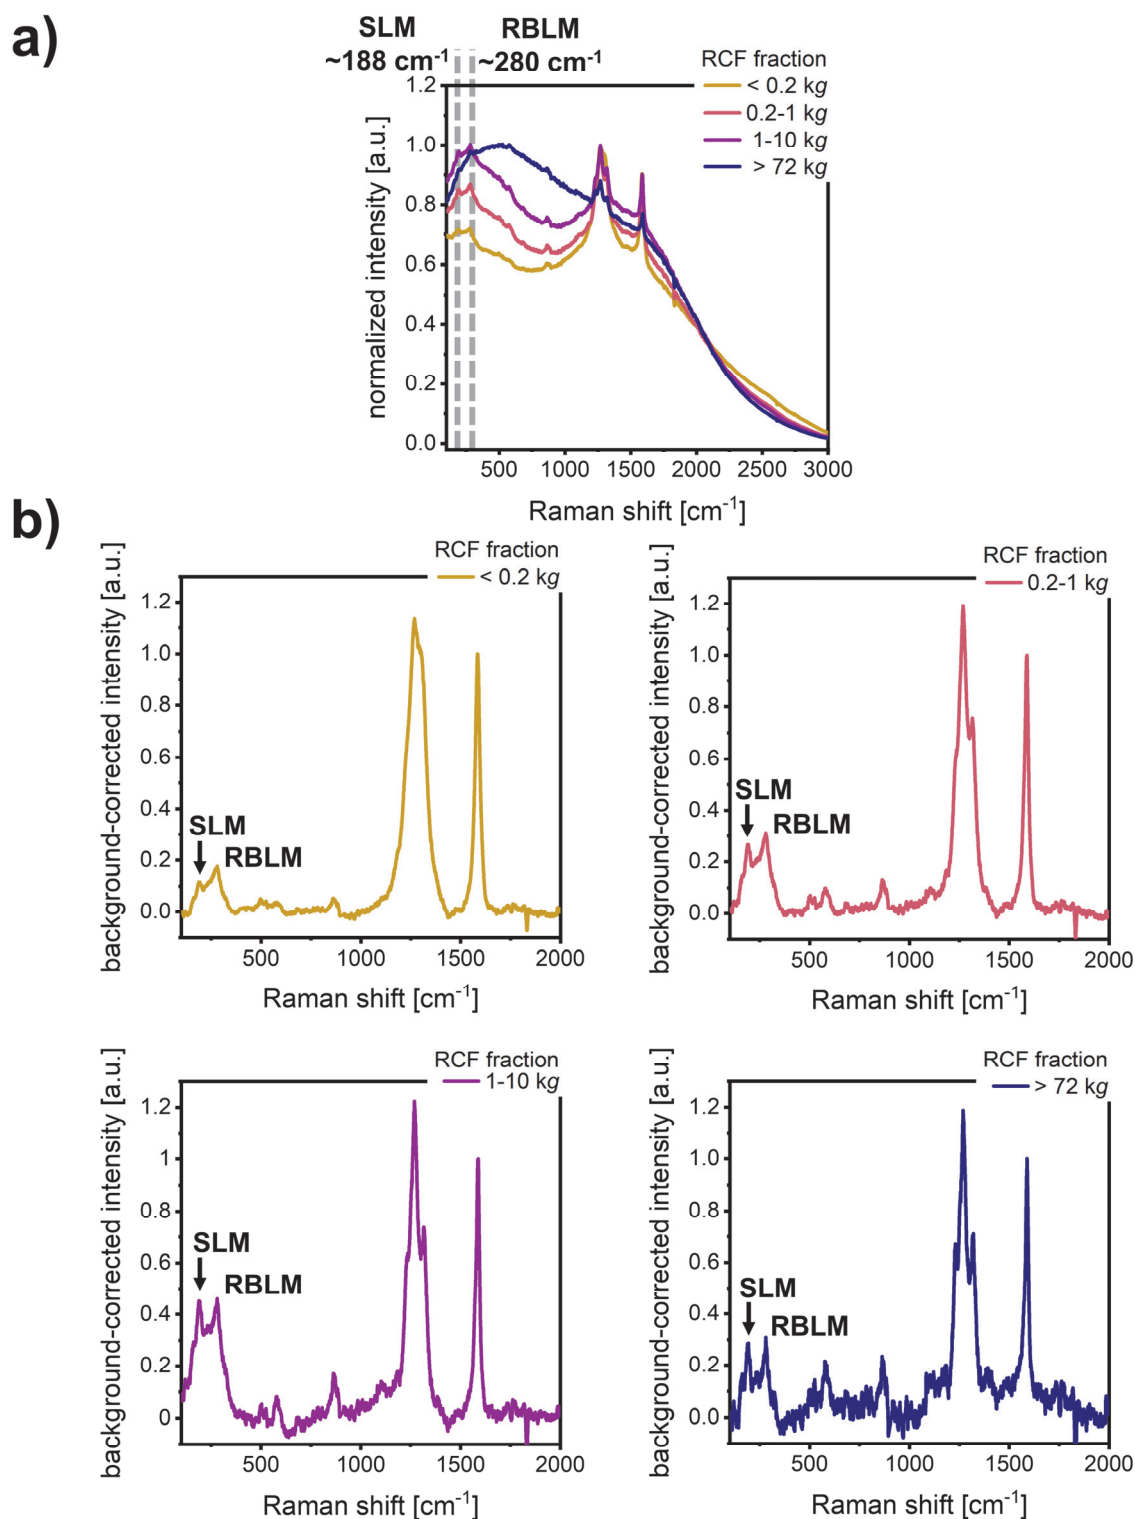 a)
SLM
~188 cm-1
RBLM
~280 cm-1
RCF fraction
< 0.2 kg
0.2-1 kg
1-10 kg
> 72 kg
normalized intensity [a.u.]
1.2
1.0
0.8
0.6
0.4
0.2
0.0
500 1000 1500 2000 2500 3000
Raman shift [cm-1]
b)
RCF fraction
< 0.2 kg
background-corrected intensity [a.u.]
1.2
1.0
0.8
0.6
0.4
0.2
0.0
SLM
RBLM
500 1000 1500 2000
Raman shift [cm-1]
RCF fraction
0.2-1 kg
background-corrected intensity [a.u.]
1.2
1.0
0.8
0.6
0.4
0.2
0.0
SLM
RBLM
500 1000 1500 2000
Raman shift [cm-1]
RCF fraction
1-10 kg
background-corrected intensity [a.u.]
1.2
1.0
0.8
0.6
0.4
0.2
0
SLM
RBLM
500 1000 1500 2000
Raman shift [cm-1]
RCF fraction
> 72 kg
background-corrected intensity [a.u.]
1.2
1.0
0.8
0.6
0.4
0.2
0.0
SLM
RBLM
500 1000 1500 2000
Raman shift [cm-1]